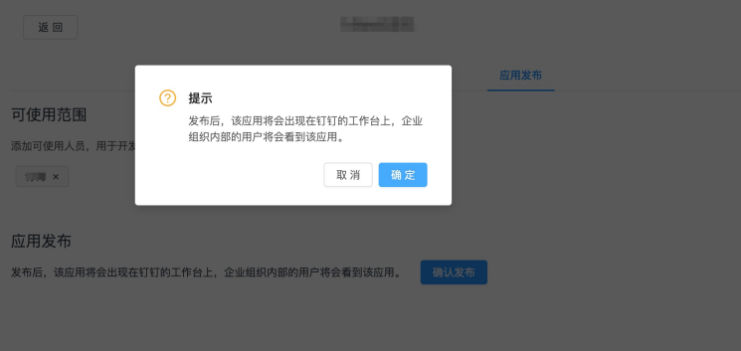 返 回
应用发布
提示
可使用范围
发布后，该应用将会出现在钉钉的工作台上，企业
组织内部的用户将会看到该应用。
添加可使用人员，用于开发
取 消
确 定
应用发布
发布后，该应用将会出现在钉钉的工作台上，企业组织内部的用户将会看到该应用。
确认发布